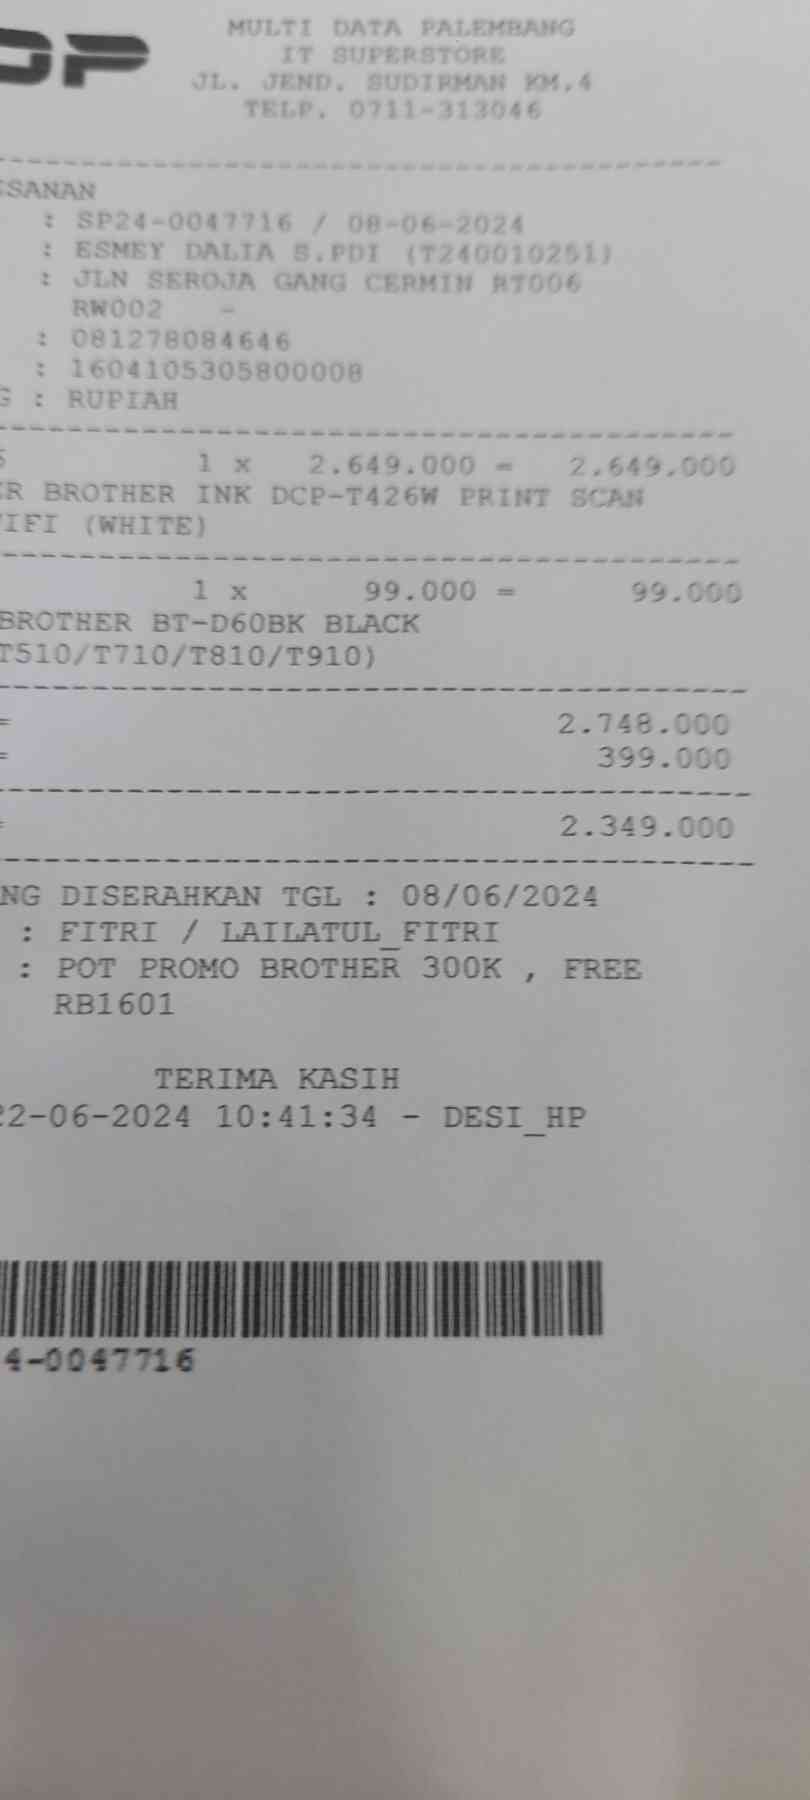 DP
MULTI DATA PALEMBANG
IT SUPERSTORE
JL. JEND. SUDIRMAN KM.4
TELP. 0711-313046
ESANAN
: SP24-0047716 / 08-06-2024
: ESMEY DALIA S.PDI (T240010251)
: JLN SEROJA GANG CERMIN RT006
RW002 -
: 081278084646
: 1604105305800008
G : RUPIAH
1 x 2.649.000 = 2.649.000
ER BROTHER INK DCP-T426W PRINT SCAN
IFI (WHITE)
1 x 99.000 = 99.000
BROTHER BT-D60BK BLACK
T510/T710/T810/T910)
= 2.748.000
= 399.000
= 2.349.000
NG DISERAHKAN TGL : 08/06/2024
: FITRI / LAILATUL_FITRI
: POT PROMO BROTHER 300K , FREE
RB1601
TERIMA KASIH
22-06-2024 10:41:34 - DESI_HP
4-0047716